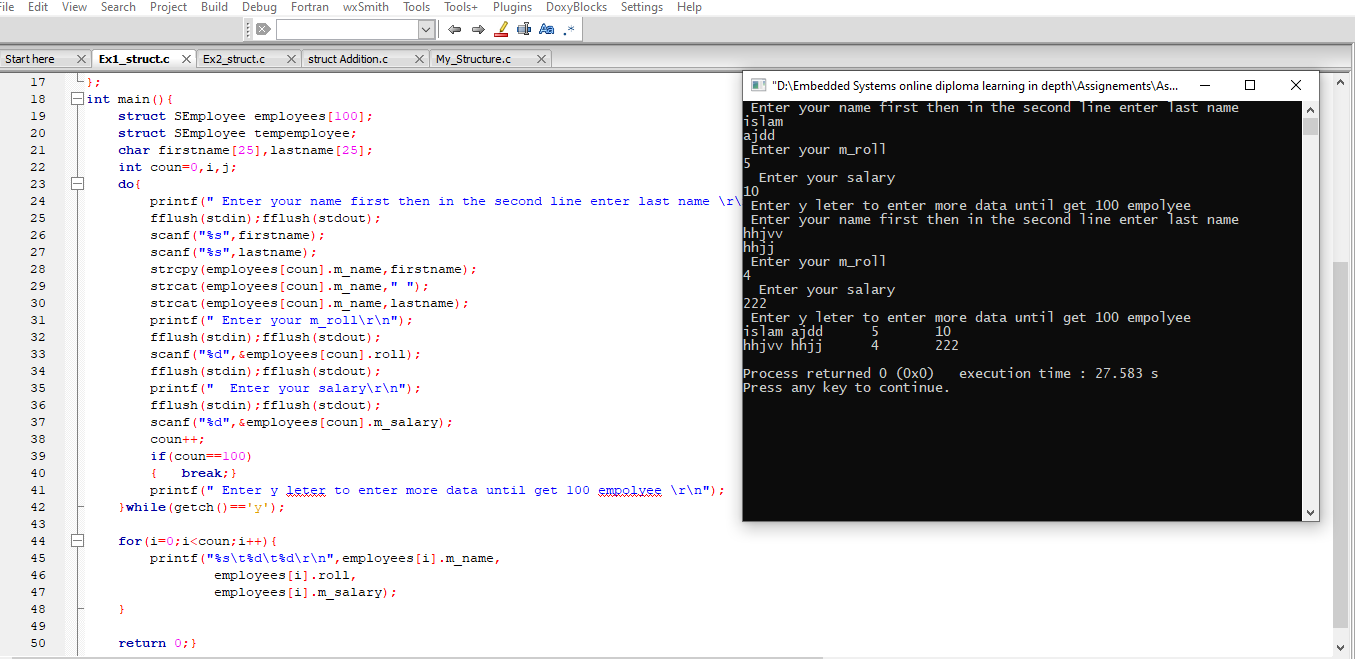 File Edit View Search Project Build Debug Fortran wxSmith Tools Tools+ Plugins DoxyBlocks Settings Help
Start here Ex1_struct.c Ex2_struct.c struct Addition.c My_Structure.c
17 };
18 int main(){
19 struct SEmployee employees[100];
20 struct SEmployee tempemployee;
21 char firstname[25],lastname[25];
22 int coun=0,i,j;
23 do{
24 printf(" Enter your name first then in the second line enter last name \r\
25 fflush(stdin);fflush(stdout);
26 scanf("%s",firstname);
27 scanf("%s",lastname);
28 strcpy(employees[coun].m_name,firstname);
29 strcat(employees[coun].m_name," ");
30 strcat(employees[coun].m_name,lastname);
31 printf(" Enter your m_roll\r\n");
32 fflush(stdin);fflush(stdout);
33 scanf("%d",&employees[coun].roll);
34 fflush(stdin);fflush(stdout);
35 printf("  Enter your salary\r\n");
36 fflush(stdin);fflush(stdout);
37 scanf("%d",&employees[coun].m_salary);
38 coun++;
39 if(coun==100)
40 {   break;}
41 printf(" Enter y leter to enter more data until get 100 empolyee \r\n");
42 }while(getch()=='y');
43
44 for(i=0;i<coun;i++){
45 printf("%s\t%d\t%d\r\n",employees[i].m_name,
46 employees[i].roll,
47 employees[i].m_salary);
48 }
49
50 return 0;}
"D:\Embedded Systems online diploma learning in depth\Assignements\As...
Enter your name first then in the second line enter last name
islam
ajdd
Enter your m_roll
5
Enter your salary
10
Enter y leter to enter more data until get 100 empolyee
Enter your name first then in the second line enter last name
hhjvv
hhjj
Enter your m_roll
4
Enter your salary
222
Enter y leter to enter more data until get 100 empolyee
islam ajdd 5 10
hhjvv hhjj 4 222
Process returned 0 (0x0) execution time : 27.583 s
Press any key to continue.